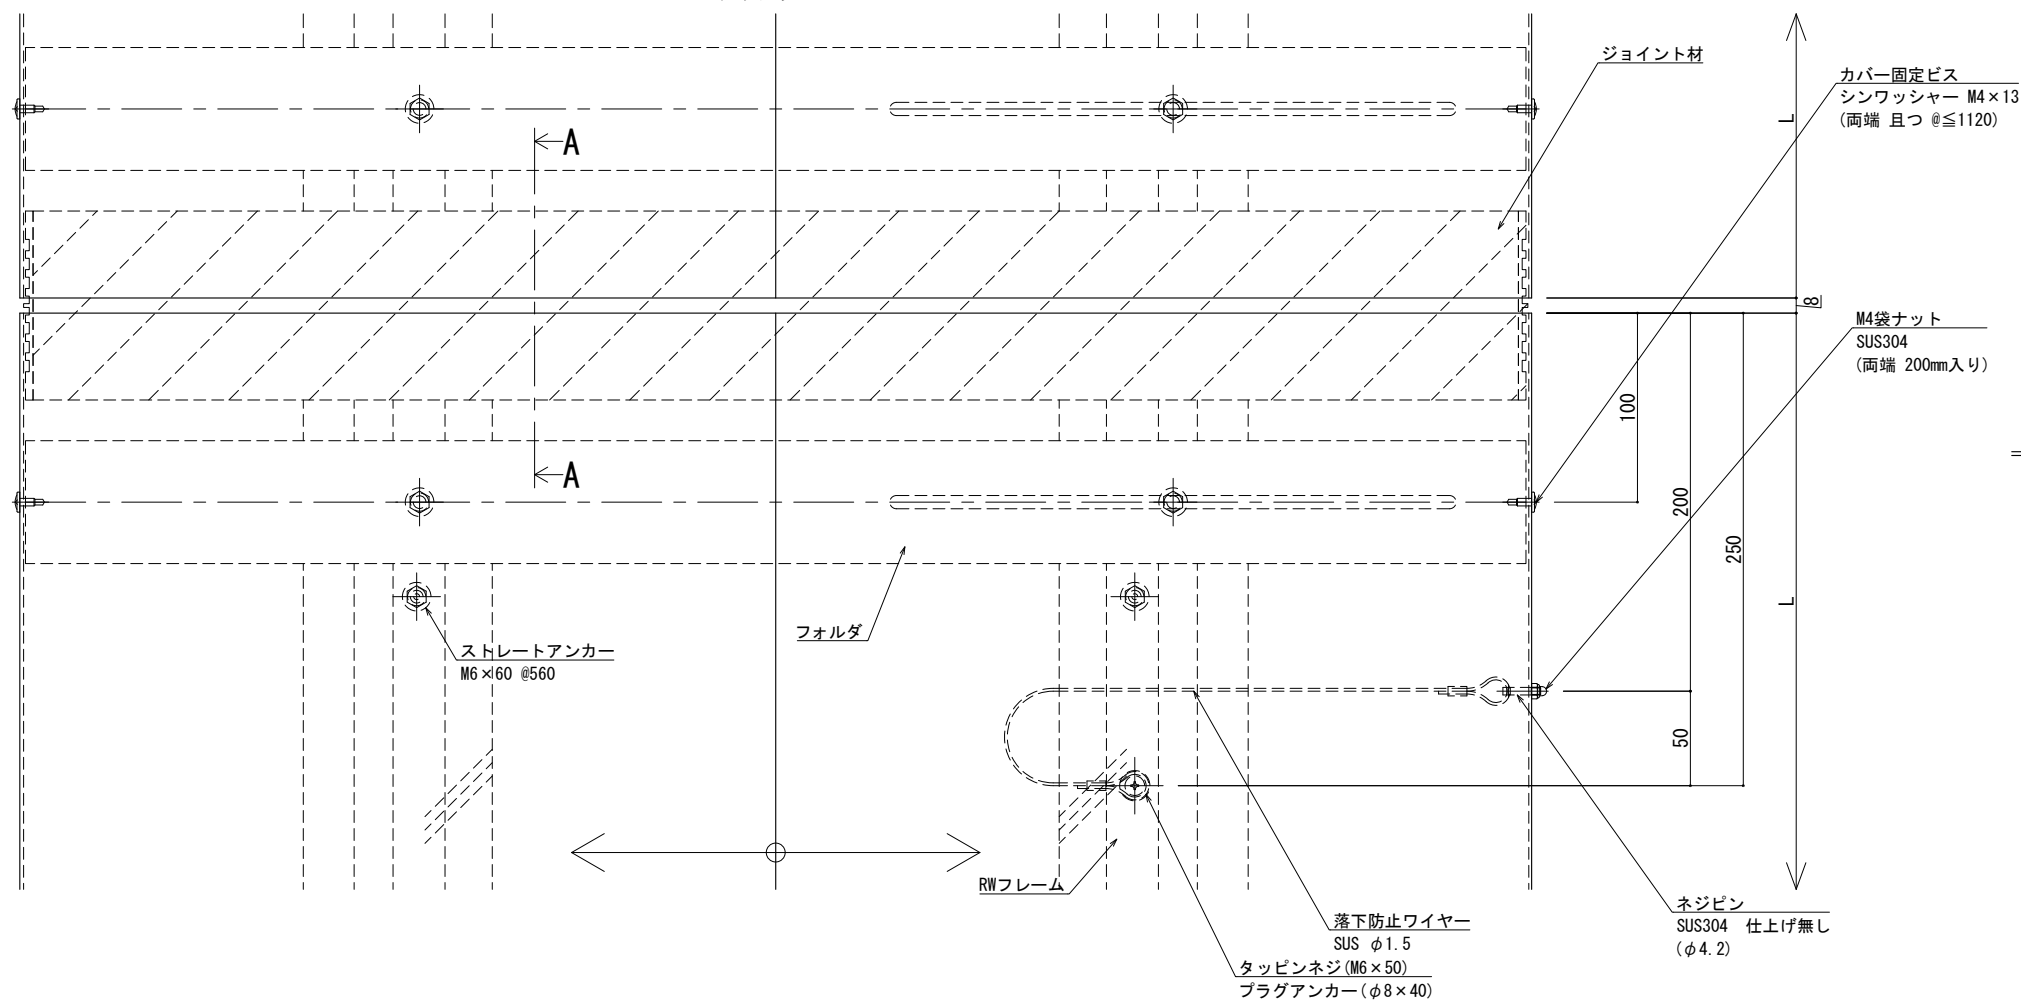 ジョイント材
カバー固定ビス
シンワッシャー M4×13
(両端 且つ @≦1120)
L
A
8
M4袋ナット
SUS304
(両端 200mm入り)
100
A
200
250
L
フォルダ
ストレートアンカー
M6×60 @560
50
RWフレーム
ネジピン
SUS304 仕上げ無し
(φ4.2)
落下防止ワイヤー
SUS φ1.5
タッピンネジ(M6×50)
プラグアンカー(φ8×40)